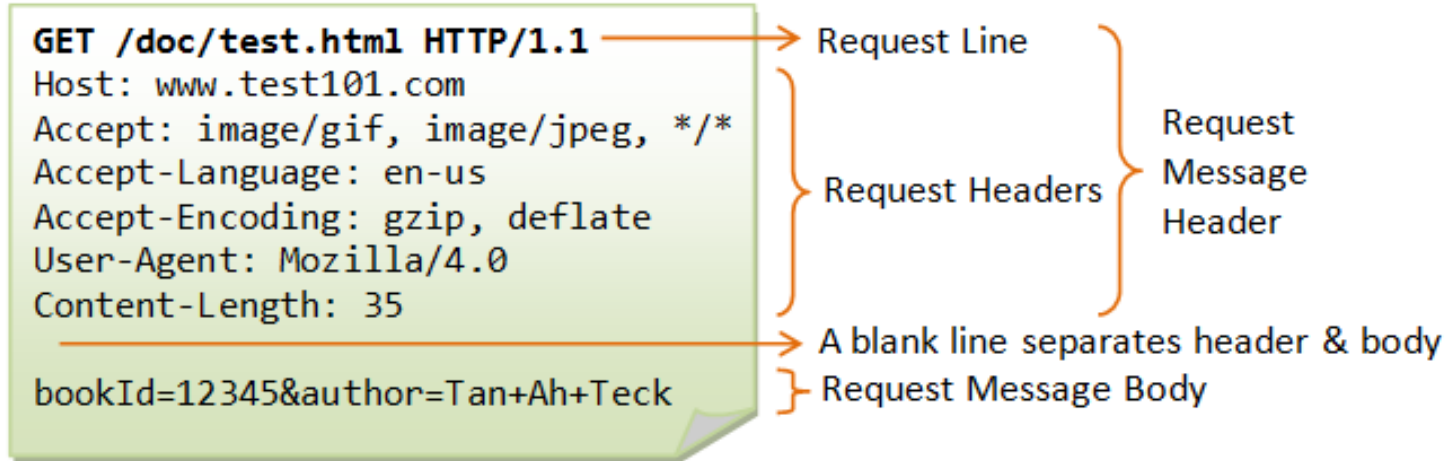 GET /doc/test.html HTTP/1.1
Host: www.test101.com
Accept: image/gif, image/jpeg, */*
Accept-Language: en-us
Accept-Encoding: gzip, deflate
User-Agent: Mozilla/4.0
Content-Length: 35
bookId=12345&author=Tan+Ah+Teck
Request Line
Request Headers
Request
Message
Header
A blank line separates header & body
Request Message Body